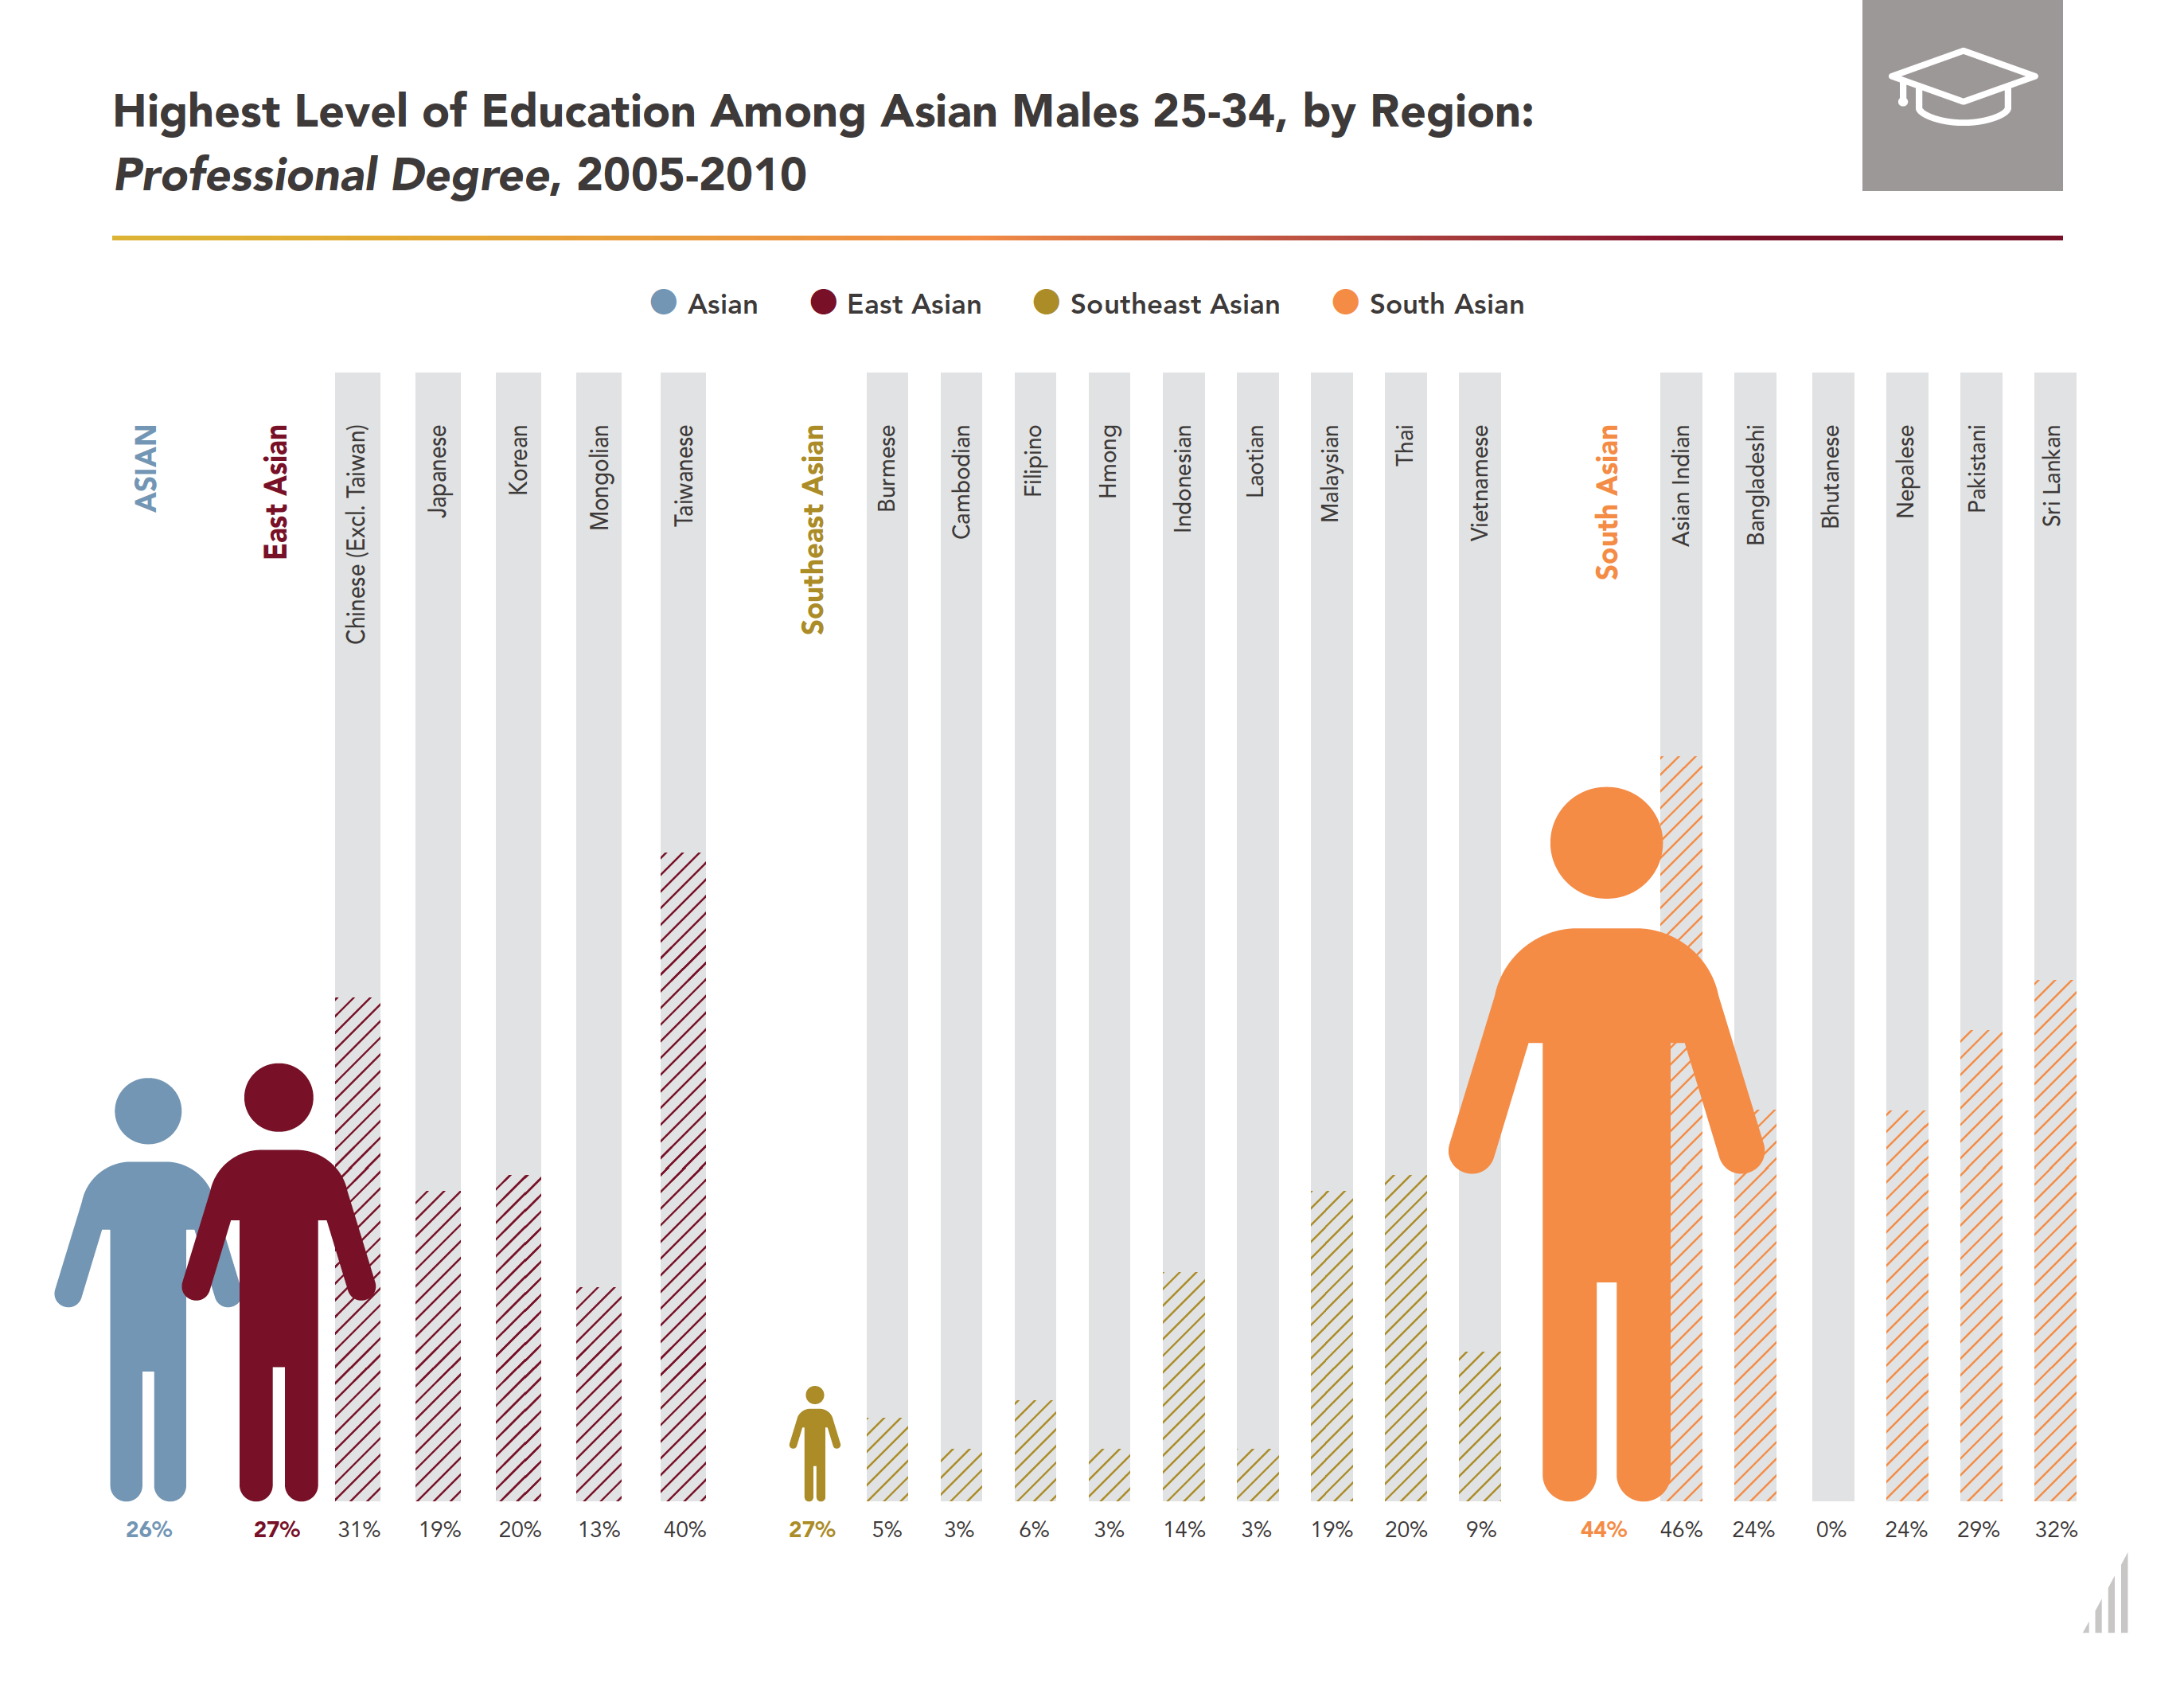 Highest Level of Education Among Asian Males 25-34, by Region:
Professional Degree, 2005-2010
Asian
East Asian
Southeast Asian
South Asian
ASIAN
East Asian
Chinese (Excl. Taiwan)
Japanese
Korean
Mongolian
Taiwanese
Southeast Asian
Burmese
Cambodian
Filipino
Hmong
Indonesian
Laotian
Malaysian
Thai
Vietnamese
South Asian
Asian Indian
Bangladeshi
Bhutanese
Nepalese
Pakistani
Sri Lankan
26%
27%
31%
19%
20%
13%
40%
27%
5%
3%
6%
3%
14%
3%
19%
20%
9%
44%
46%
24%
0%
24%
29%
32%